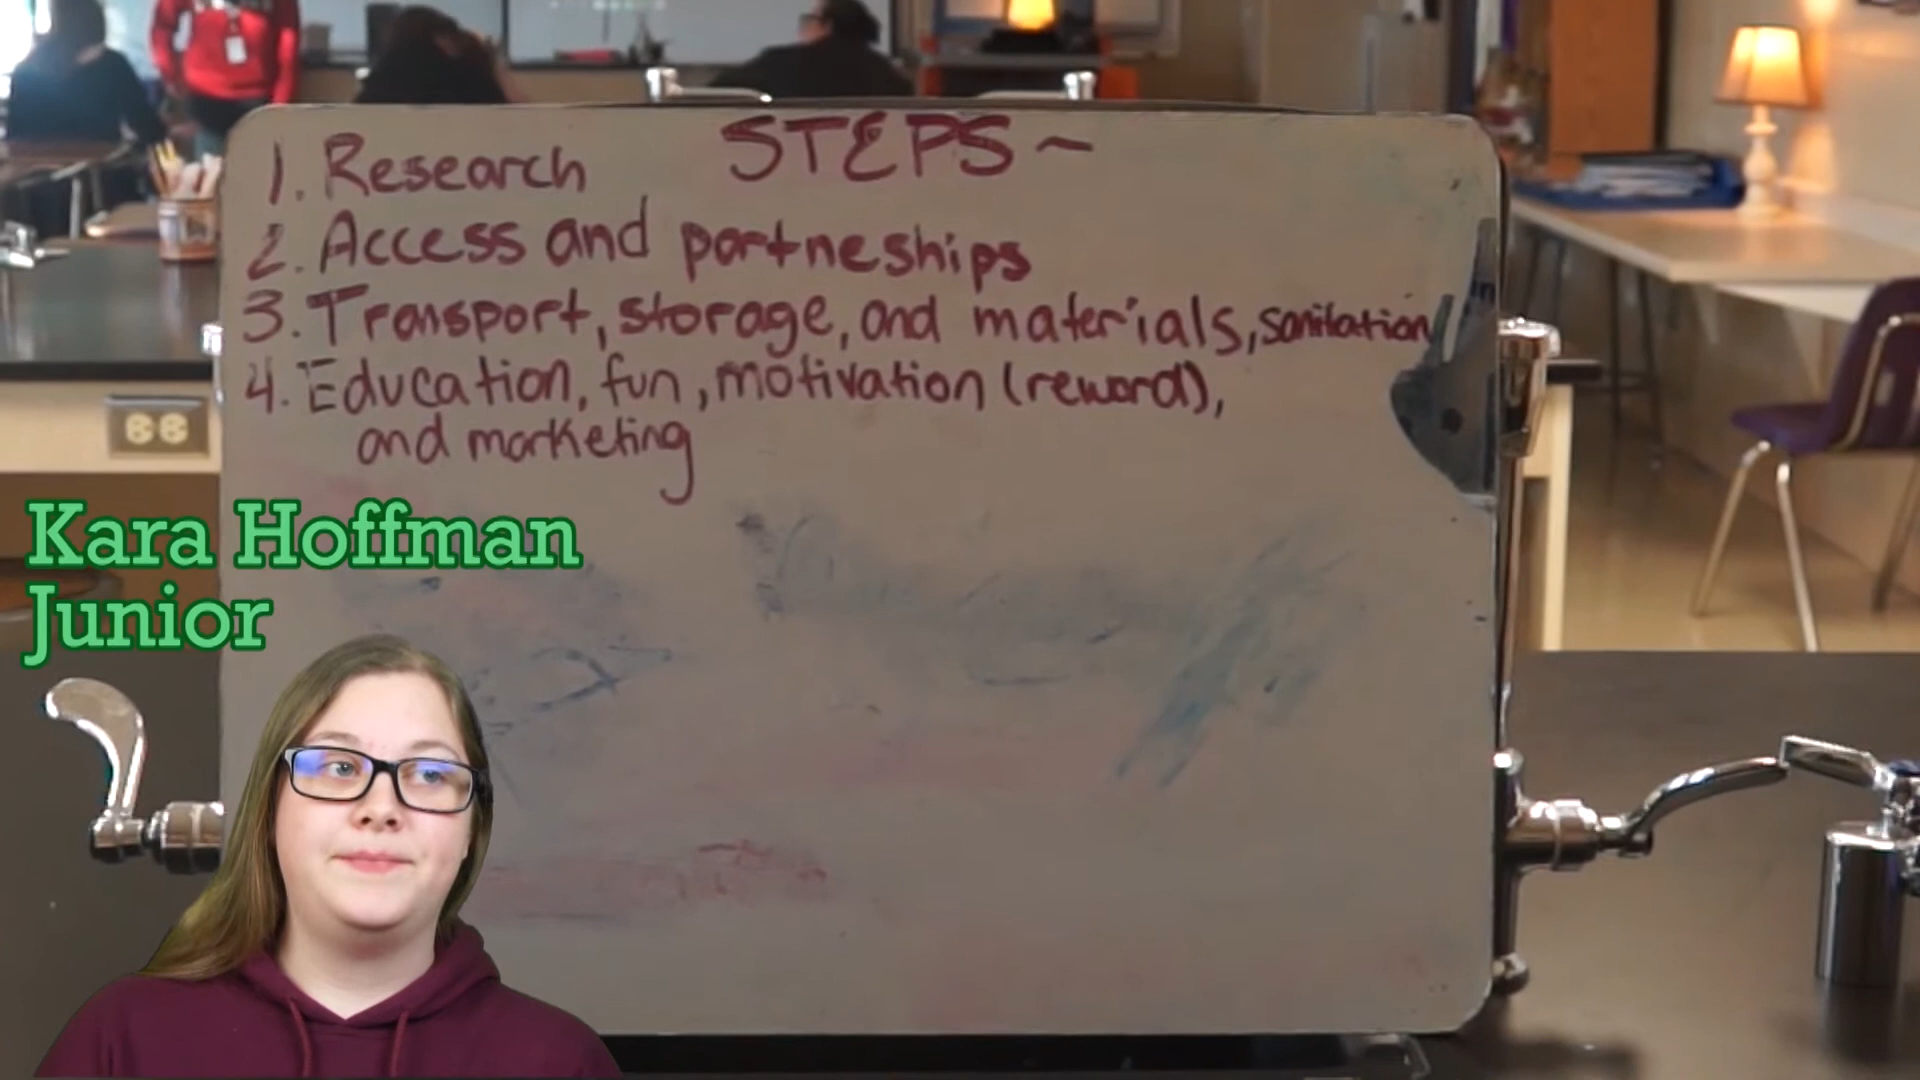 STEPS~
1. Research
2. Access and partneships
3. Transport, storage, and materials, sanitation
4. Education, fun, motivation (reward),
and marketing
Kara Hoffman
Junior